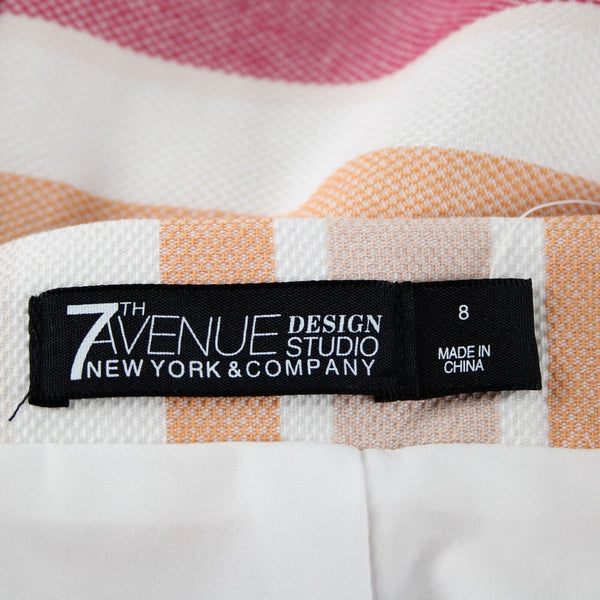 7TH AVENUE DESIGN STUDIO
NEW YORK & COMPANY
8
MADE IN
CHINA